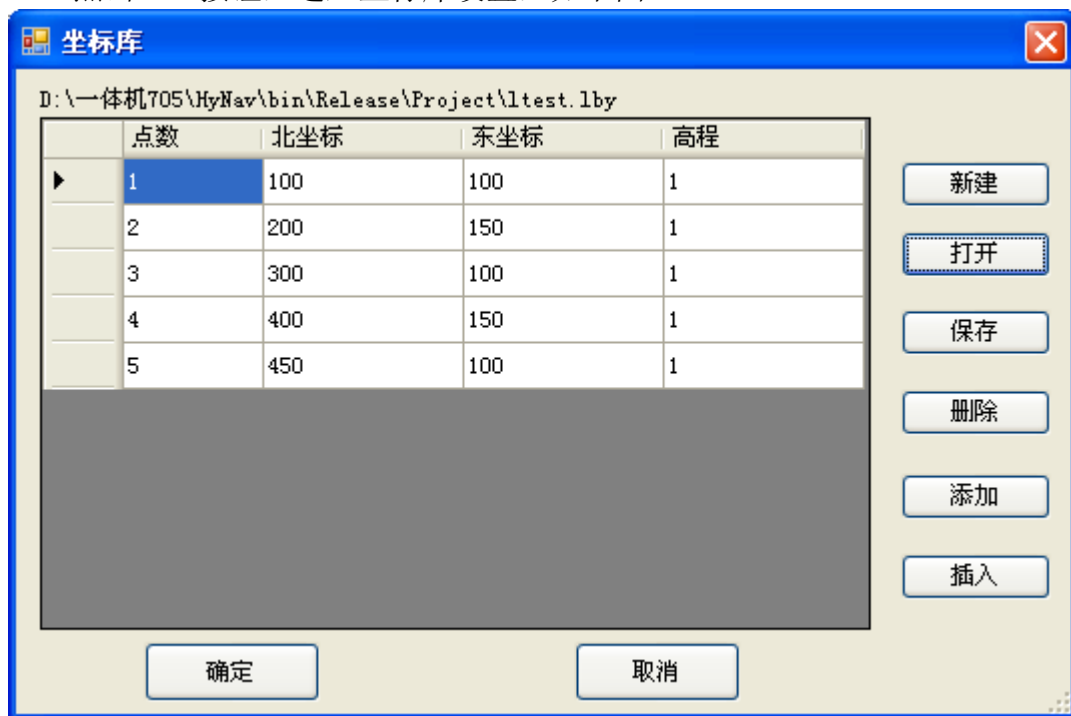 坐标库
D:\一体机705\HyNav\bin\Release\Project\ltest.lby
点数 北坐标 东坐标 高程
1 100 100 1
2 200 150 1
3 300 100 1
4 400 150 1
5 450 100 1
新建
打开
保存
删除
添加
插入
确定 取消